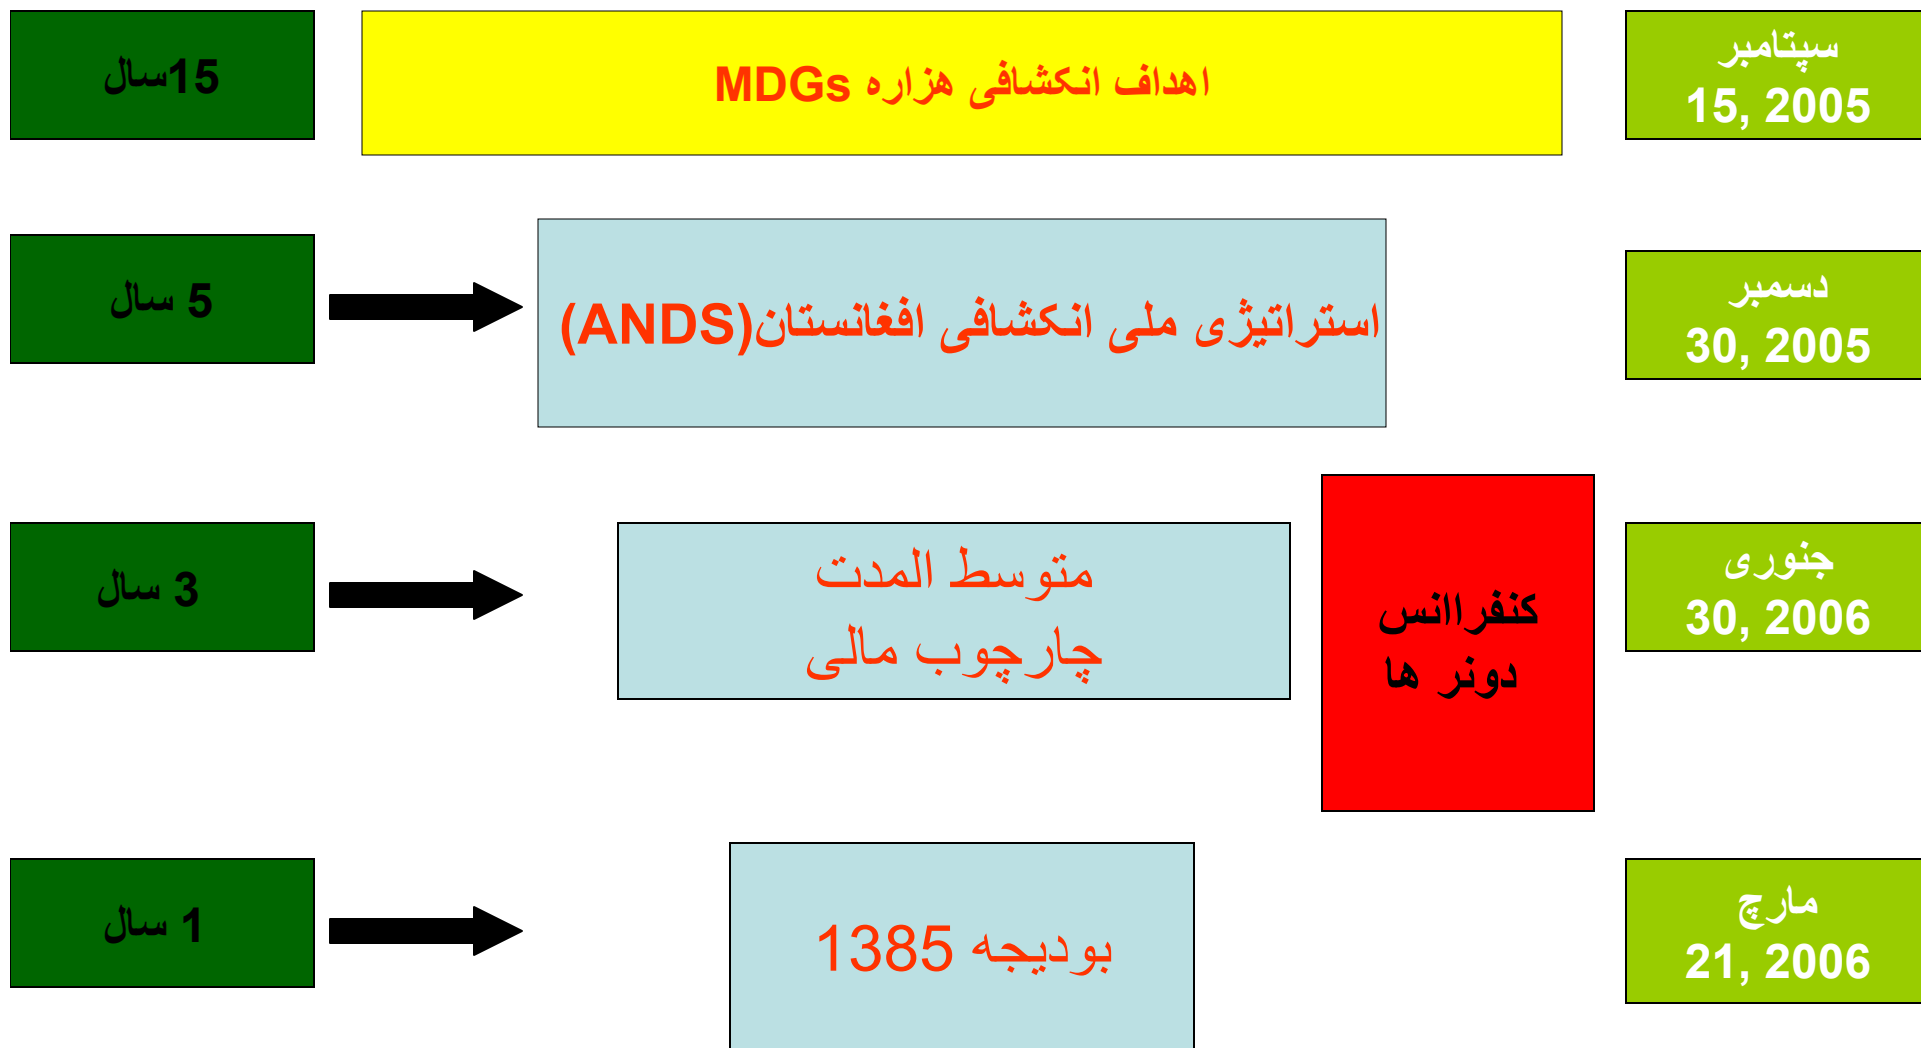 15سال
اهداف انکشافی هزاره MDGs
سپتامبر
15, 2005
5 سال
استراتیژی ملی انکشافی افغانستان(ANDS)
دسمبر
30, 2005
3 سال
متوسط المدت
چارچوب مالی
کنفراانس
دونر ها
جنوری
30, 2006
1 سال
بودیجه 1385
مارچ
21, 2006